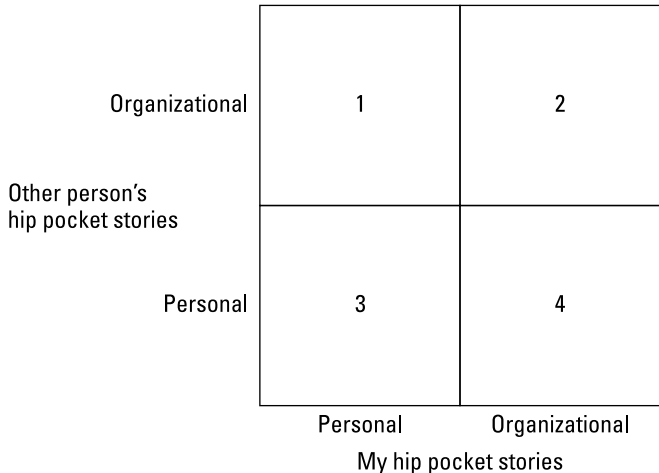 Organizational 1 2
Other person's
hip pocket stories
Personal 3 4
Personal Organizational
My hip pocket stories